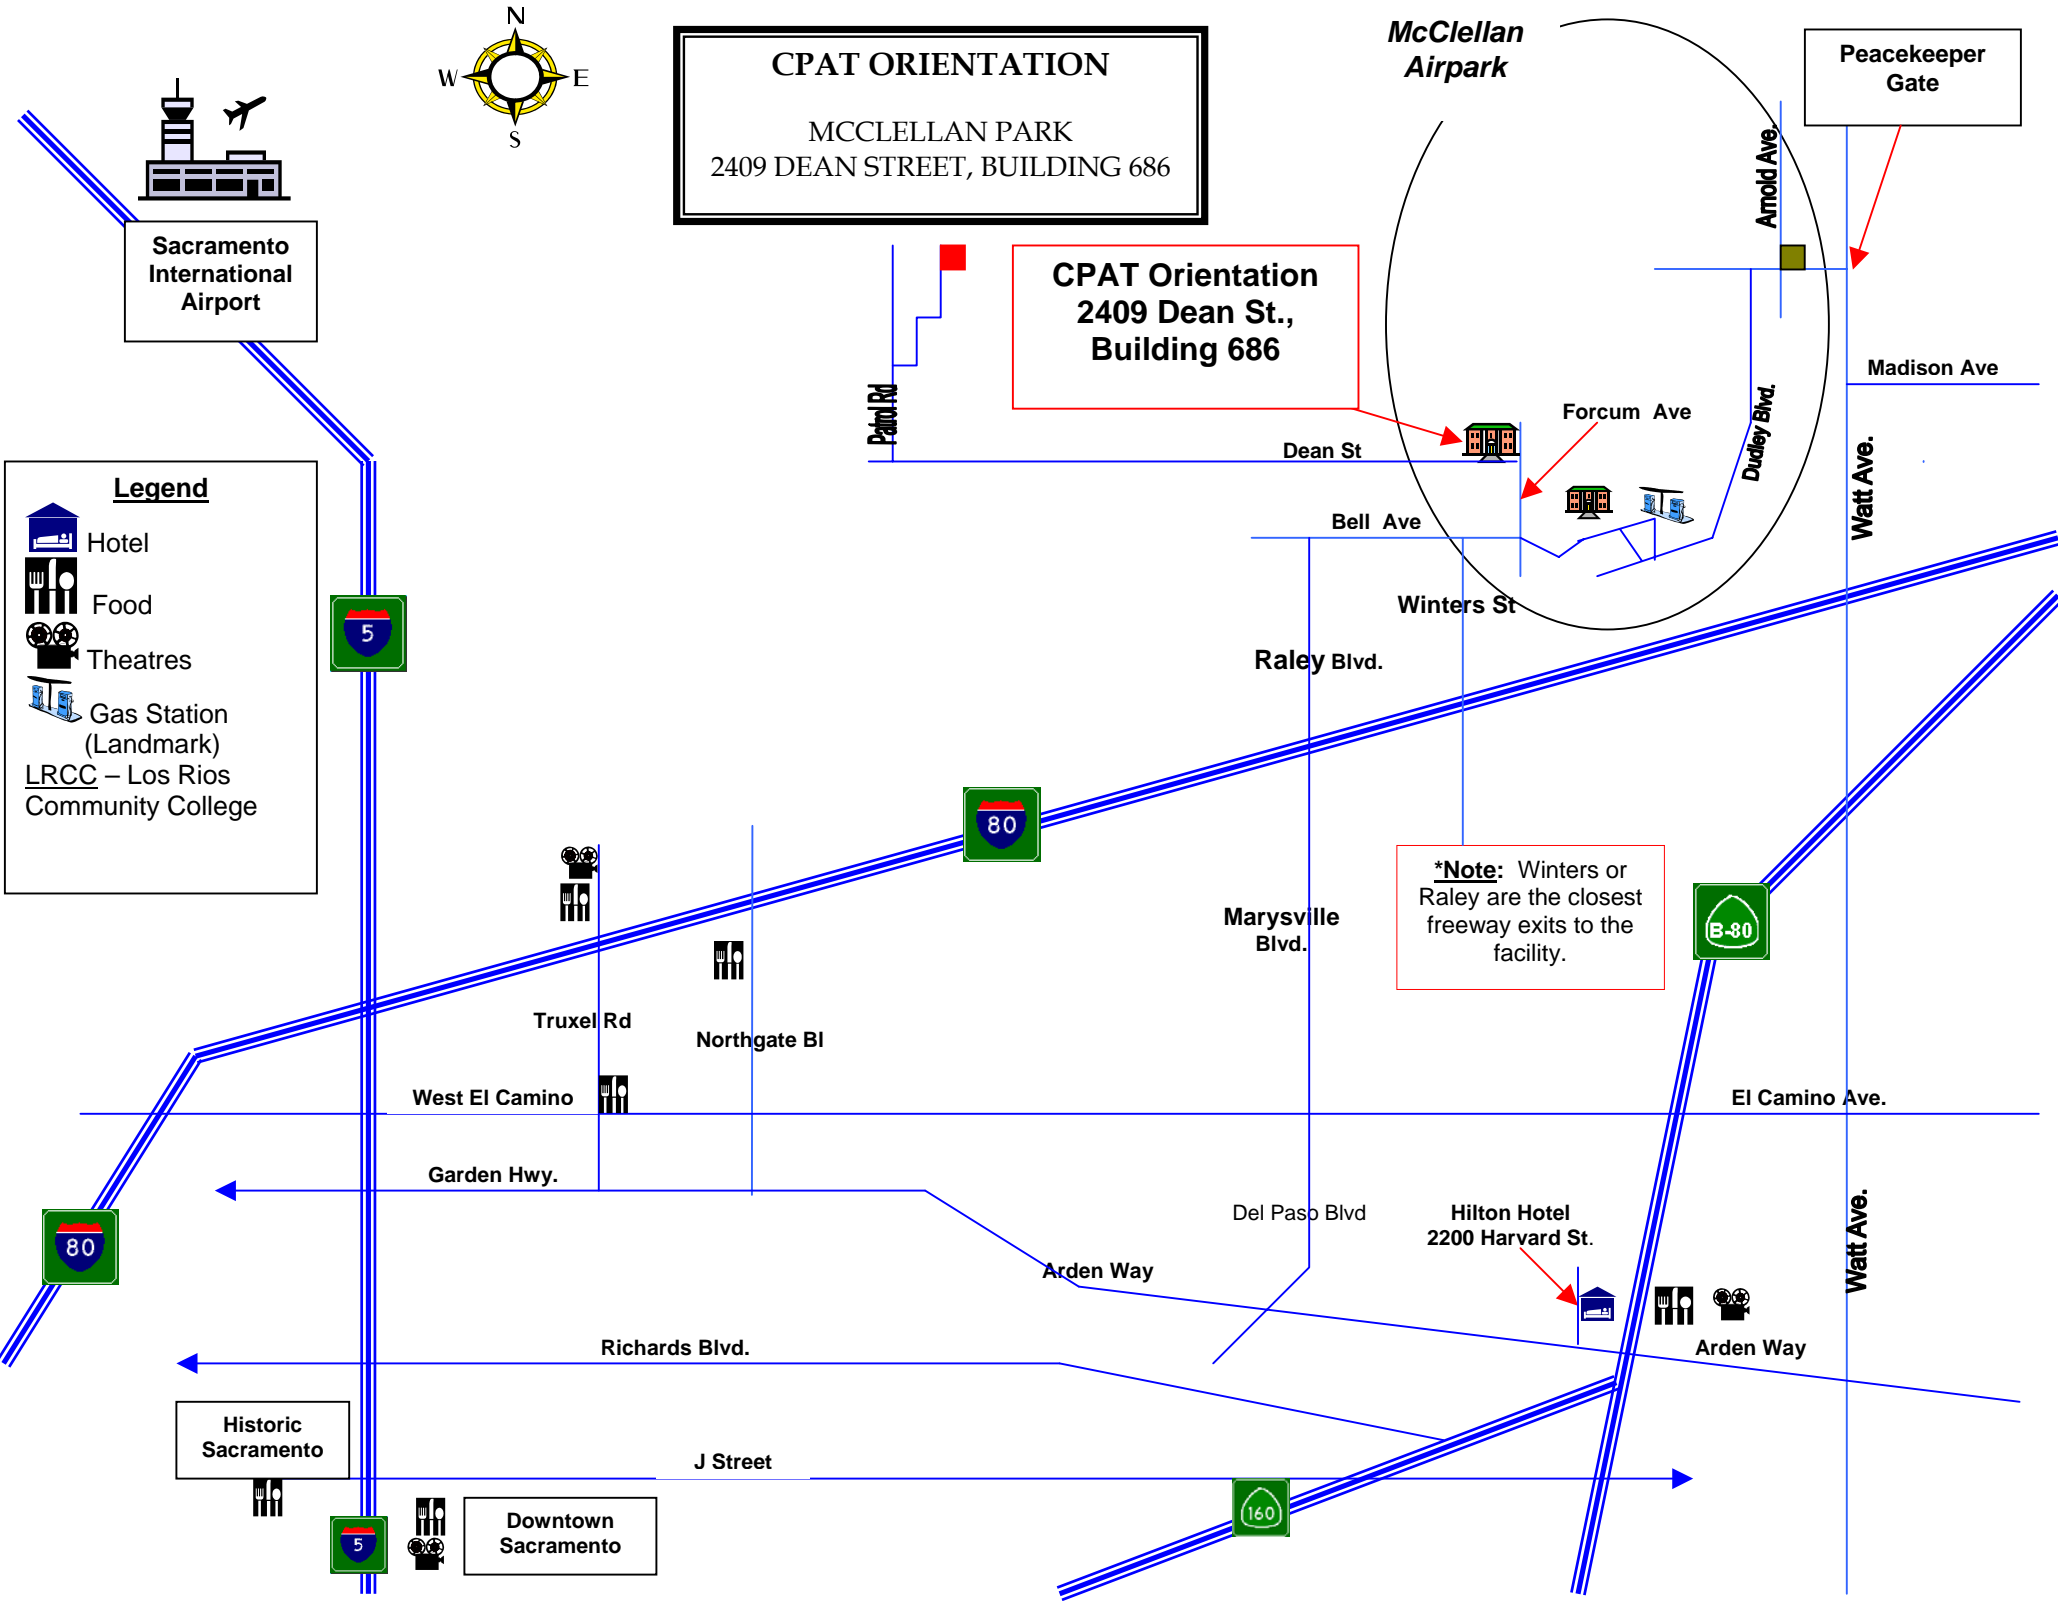 N
W
E
S
CPAT ORIENTATION
MCCLELLAN PARK
2409 DEAN STREET, BUILDING 686
McClellan
Airpark
Peacekeeper
Gate
Arnold Ave.
Sacramento
International
Airport
CPAT Orientation
2409 Dean St.,
Building 686
Patrol Rd
Madison Ave
Forcum Ave
Dudley Blvd.
Dean St
Watt Ave.
Bell Ave
Legend
Hotel
Food
Theatres
Gas Station
(Landmark)
LRCC – Los Rios
Community College
5
Winters St
Raley Blvd.
80
*Note: Winters or
Raley are the closest
freeway exits to the
facility.
B-80
Marysville
Blvd.
Truxel Rd
Northgate Bl
West El Camino
El Camino Ave.
Garden Hwy.
80
Del Paso Blvd
Hilton Hotel
2200 Harvard St.
Watt Ave.
Arden Way
Richards Blvd.
Arden Way
Historic
Sacramento
J Street
160
5
Downtown
Sacramento